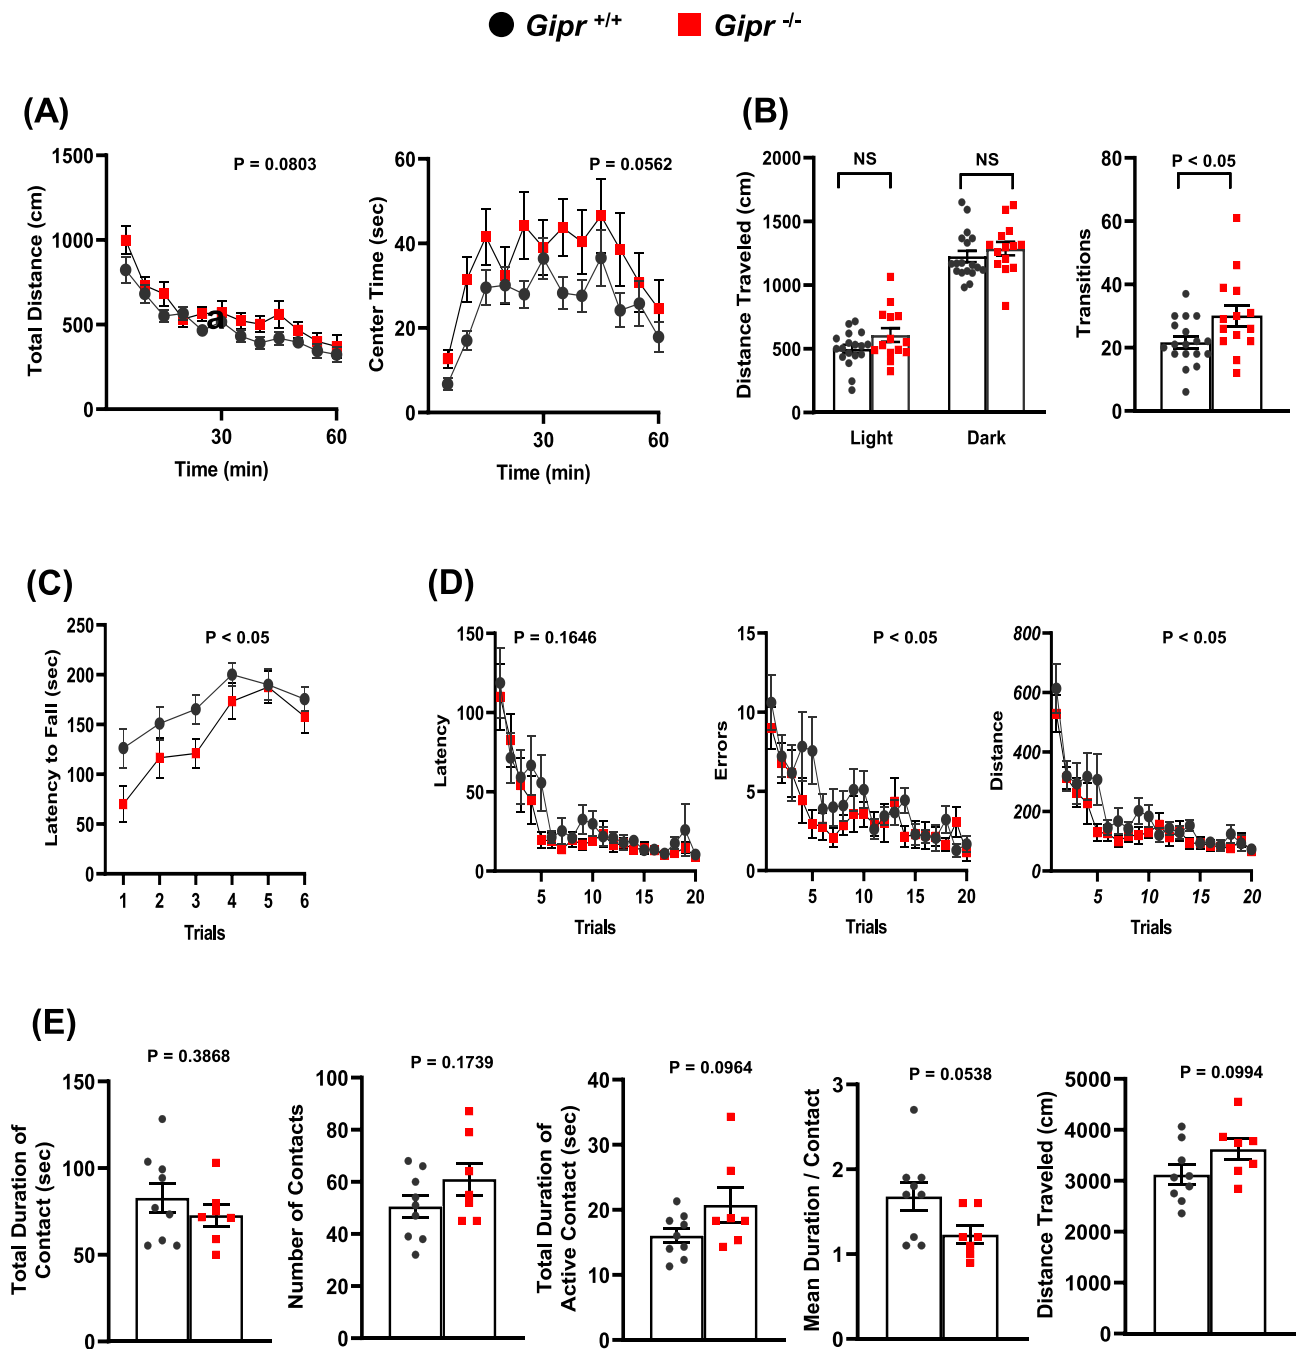 Gipr +/+ Gipr -/-
(A)
(B)
P = 0.0803
P = 0.0562
NS
NS
P < 0.05
Total Distance (cm)
1500
1000
500
0
30
60
Time (min)
a
Center Time (sec)
60
40
20
0
30
60
Time (min)
Distance Traveled (cm)
2000
1500
1000
500
0
Light
Dark
Transitions
80
60
40
20
0
(C)
(D)
P < 0.05
Latency to Fall (sec)
250
200
150
100
50
0
1 2 3 4 5 6
Trials
P = 0.1646
Latency
150
100
50
0
5 10 15 20
Trials
P < 0.05
Errors
15
10
5
0
5 10 15 20
Trials
P < 0.05
Distance
800
600
400
200
0
5 10 15 20
Trials
(E)
P = 0.3868
Total Duration of
Contact (sec)
150
100
50
0
P = 0.1739
Number of Contacts
100
80
60
40
20
0
P = 0.0964
Total Duration of
Active Contact (sec)
40
30
20
10
0
P = 0.0538
Mean Duration / Contact
3
2
1
0
P = 0.0994
Distance Traveled (cm)
5000
4000
3000
2000
1000
0